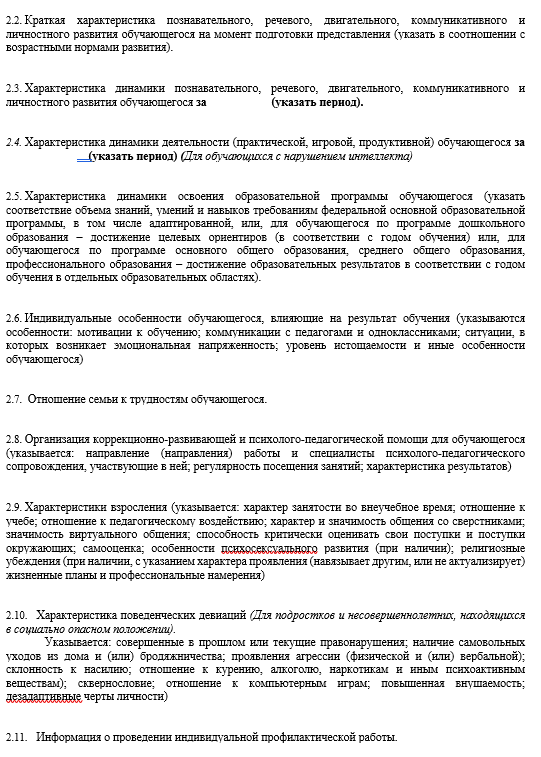 2.2. Краткая характеристика познавательного, речевого, двигательного, коммуникативного и
личностного развития обучающегося на момент подготовки представления (указать в соотношении с
возрастными нормами развития).
2.3. Характеристика динамики познавательного, речевого, двигательного, коммуникативного и
личностного развития обучающегося за (указать период).
2.4. Характеристика динамики деятельности (практической, игровой, продуктивной) обучающегося за
__(указать период) (Для обучающихся с нарушением интеллекта)
2.5. Характеристика динамики освоения образовательной программы обучающегося (указать
соответствие объема знаний, умений и навыков требованиям федеральной основной образовательной
программы, в том числе адаптированной, или, для обучающегося по программе дошкольного
образования – достижение целевых ориентиров (в соответствии с годом обучения) или, для
обучающегося по программе основного общего образования, среднего общего образования,
профессионального образования – достижение образовательных результатов в соответствии с годом
обучения в отдельных образовательных областях).
2.6. Индивидуальные особенности обучающегося, влияющие на результат обучения (указываются
особенности: мотивации к обучению; коммуникации с педагогами и одноклассниками; ситуации, в
которых возникает эмоциональная напряженность; уровень истощаемости и иные особенности
обучающегося)
2.7. Отношение семьи к трудностям обучающегося.
2.8. Организация коррекционно-развивающей и психолого-педагогической помощи для обучающегося
(указывается: направление (направления) работы и специалисты психолого-педагогического
сопровождения, участвующие в ней; регулярность посещения занятий; характеристика результатов)
2.9. Характеристики взросления (указывается: характер занятости во внеучебное время; отношение к
учебе; отношение к педагогическому воздействию; характер и значимость общения со сверстниками;
значимость виртуального общения; способность критически оценивать свои поступки и поступки
окружающих; самооценка; особенности психосексуального развития (при наличии); религиозные
убеждения (при наличии, с указанием характера проявления (навязывает другим, или не актуализирует)
жизненные планы и профессиональные намерения)
2.10. Характеристика поведенческих девиаций (Для подростков и несовершеннолетних, находящихся
в социально опасном положении).
Указывается: совершенные в прошлом или текущие правонарушения; наличие самовольных
уходов из дома и (или) бродяжничества; проявления агрессии (физической и (или) вербальной);
склонность к насилию; отношение к курению, алкоголю, наркотикам и иным психоактивным
веществам); сквернословие; отношение к компьютерным играм; повышенная внушаемость;
дезадаптивные черты личности)
2.11. Информация о проведении индивидуальной профилактической работы.